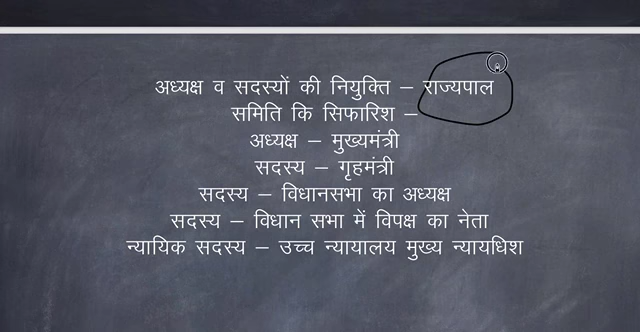 अध्यक्ष व सदस्यों की नियुक्ति – राज्यपाल
समिति कि सिफारिश –
अध्यक्ष – मुख्यमंत्री
सदस्य – गृहमंत्री
सदस्य – विधानसभा का अध्यक्ष
सदस्य – विधान सभा में विपक्ष का नेता
न्यायिक सदस्य – उच्च न्यायालय मुख्य न्यायधिश